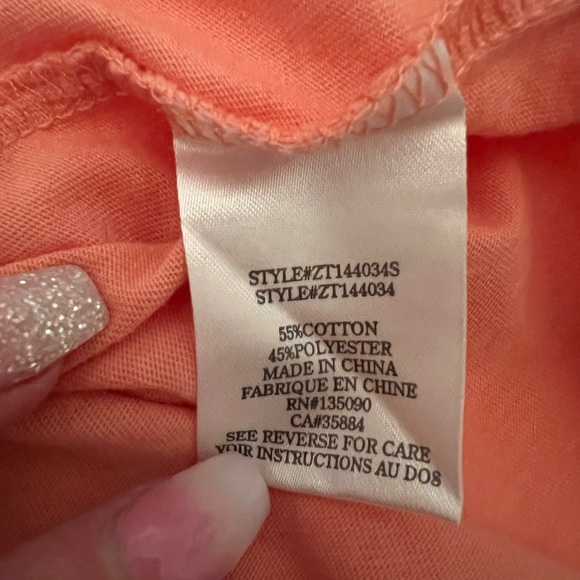 STYLE#ZT144034S
STYLE#ZT144034
55%COTTON
45%POLYESTER
MADE IN CHINA
FABRIQUE EN CHINE
RN#135090
CA#35884
SEE REVERSE FOR CARE
VOIR INSTRUCTIONS AU DOS